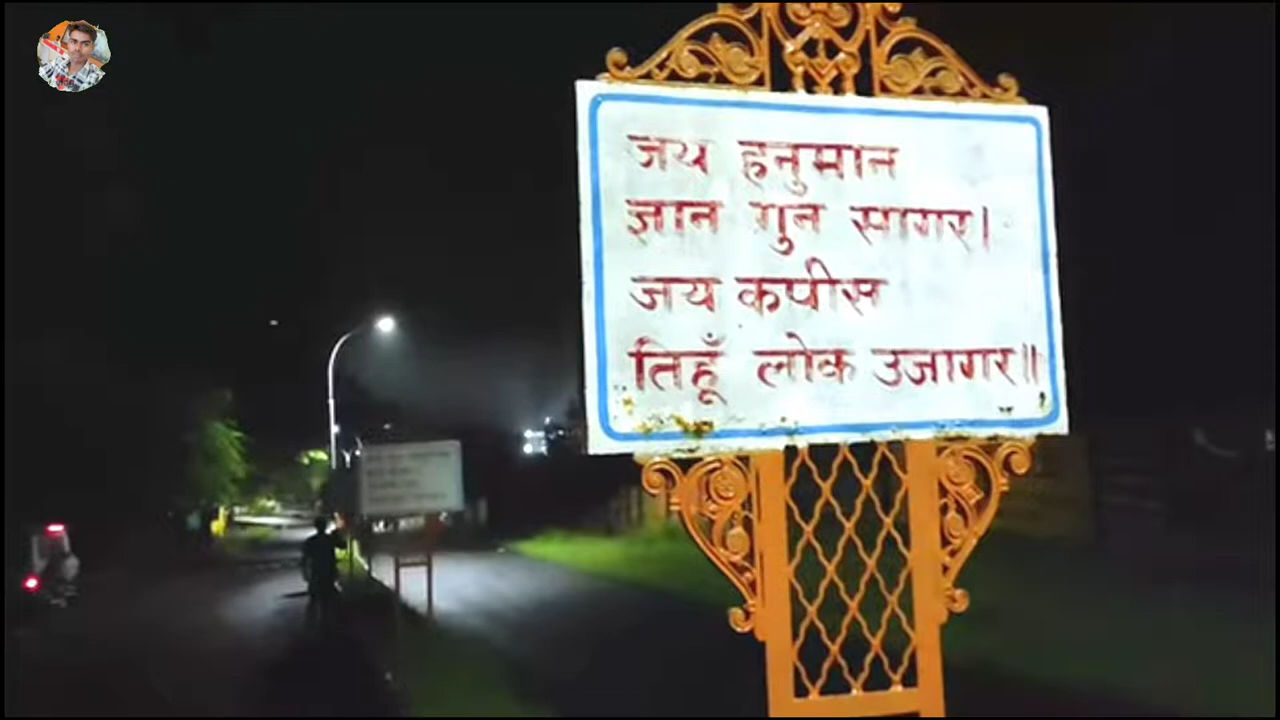 जय हनुमान
ज्ञान गुन सागर।
जय कपीस
तिहूँ लोक उजागर॥